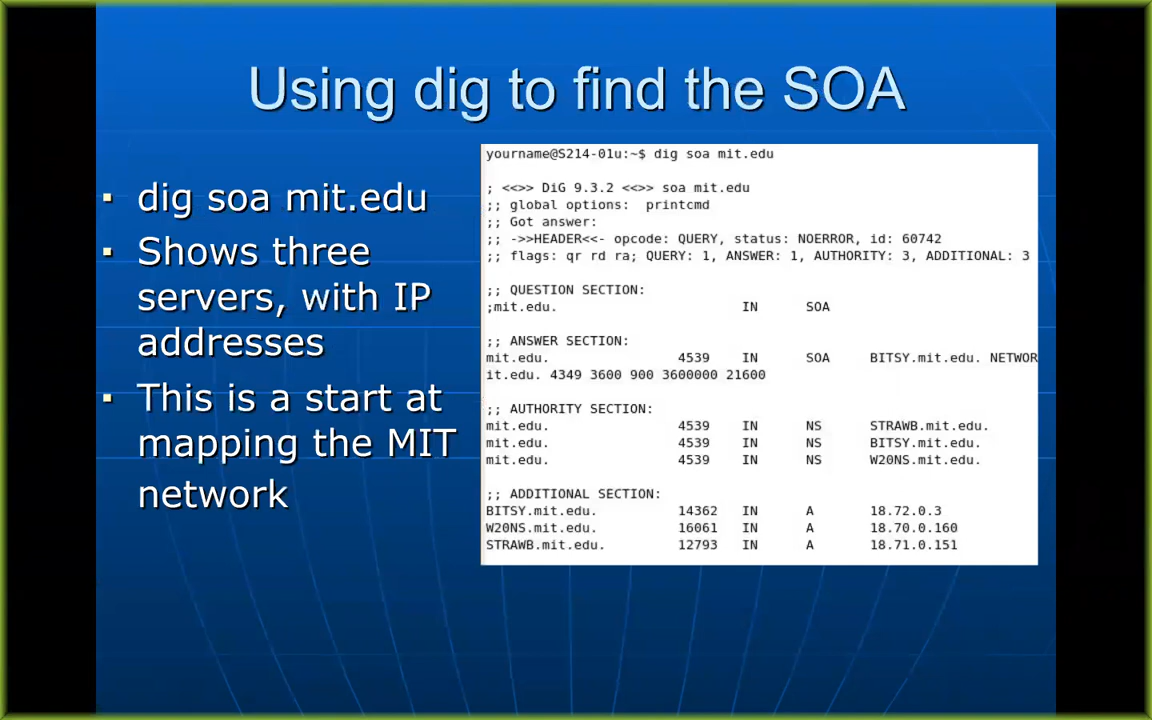 Using dig to find the SOA
dig soa mit.edu
Shows three
servers, with IP
addresses
This is a start at
mapping the MIT
network
yourname@S214-01u:~$ dig soa mit.edu
; <<>> DiG 9.3.2 <<>> soa mit.edu
;; global options:  printcmd
;; Got answer:
;; ->>HEADER<<- opcode: QUERY, status: NOERROR, id: 60742
;; flags: qr rd ra; QUERY: 1, ANSWER: 1, AUTHORITY: 3, ADDITIONAL: 3
;; QUESTION SECTION:
;mit.edu. IN SOA
;; ANSWER SECTION:
mit.edu. 4539 IN SOA BITSY.mit.edu. NETWOR
it.edu. 4349 3600 900 3600000 21600
;; AUTHORITY SECTION:
mit.edu. 4539 IN NS STRAWB.mit.edu.
mit.edu. 4539 IN NS BITSY.mit.edu.
mit.edu. 4539 IN NS W20NS.mit.edu.
;; ADDITIONAL SECTION:
BITSY.mit.edu. 14362 IN A 18.72.0.3
W20NS.mit.edu. 16061 IN A 18.70.0.160
STRAWB.mit.edu. 12793 IN A 18.71.0.151